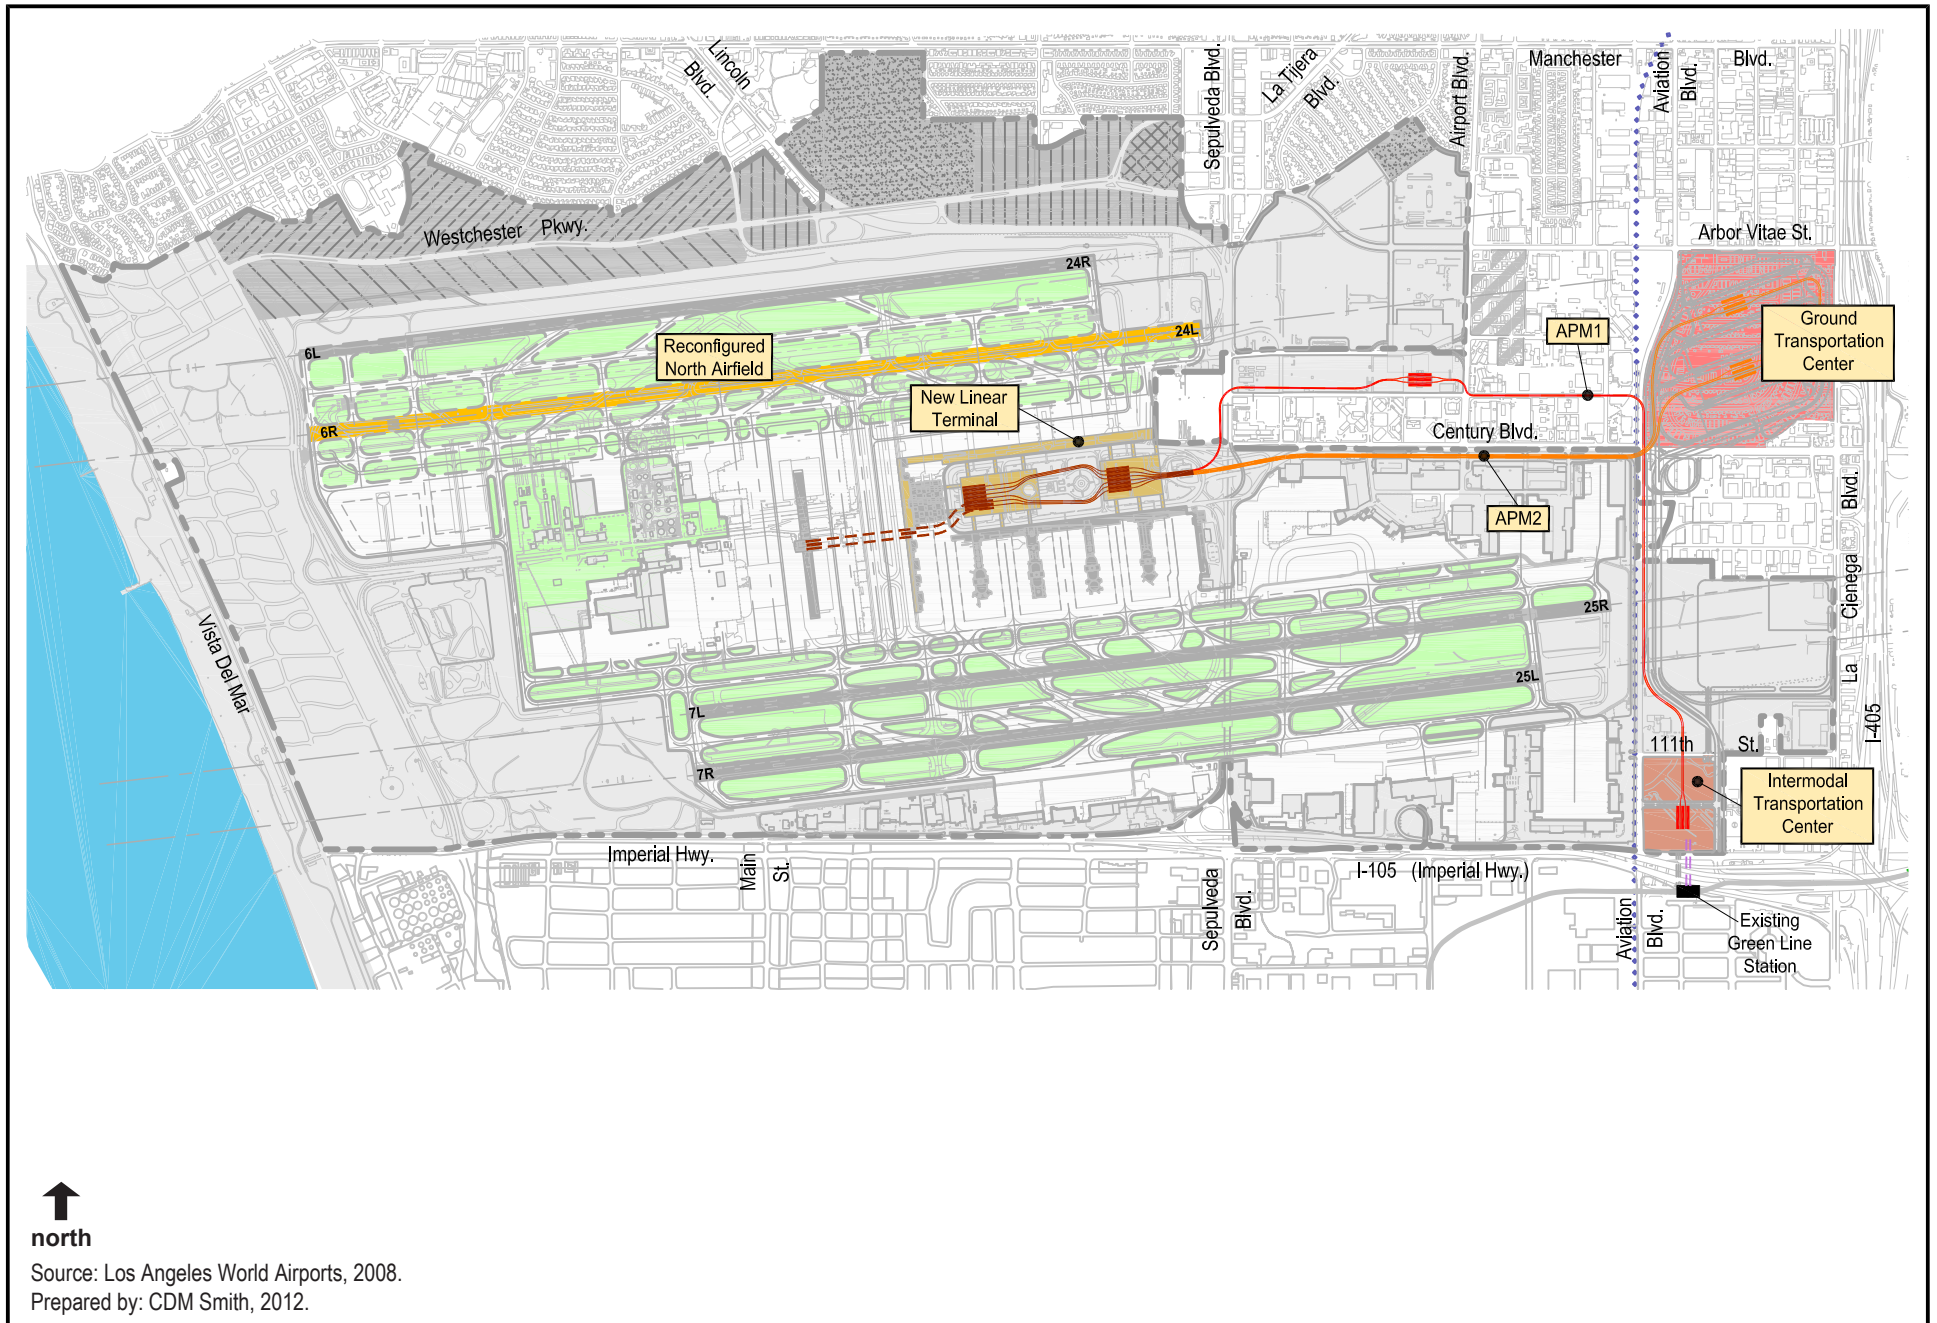 Lincoln
Blvd.
Sepulveda Blvd.
La Tijera
Blvd.
Airport Blvd.
Manchester
Aviation
Blvd.
Blvd.
Westchester Pkwy.
Arbor Vitae St.
24R
6L
Reconfigured
North Airfield
24L
6R
New Linear
Terminal
APM1
Ground
Transportation
Center
Century Blvd.
APM2
La Cienega Blvd.
Vista Del Mar
25R
25L
7L
7R
I-405
111th St.
Intermodal
Transportation
Center
Imperial Hwy.
Main
St.
I-105 (Imperial Hwy.)
Sepulveda
Blvd.
Aviation
Blvd.
Existing
Green Line
Station
north
Source: Los Angeles World Airports, 2008.
Prepared by: CDM Smith, 2012.